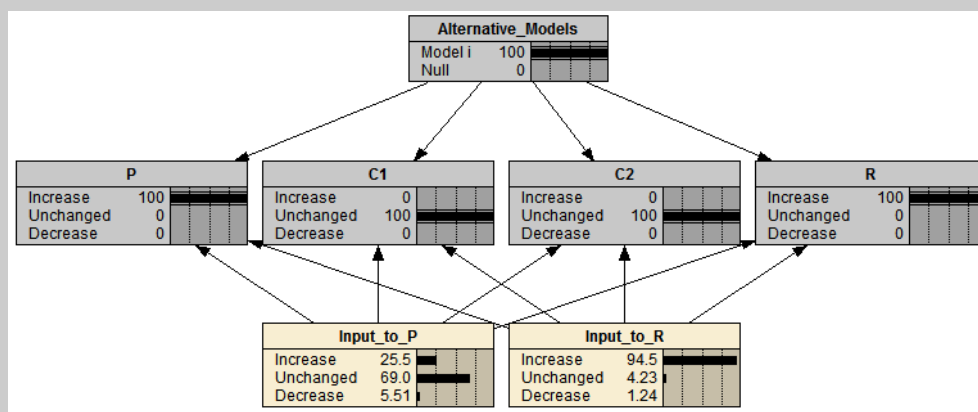 Alternative_Models
Model i 100
Null 0
P
Increase 100
Unchanged 0
Decrease 0
C1
Increase 0
Unchanged 100
Decrease 0
C2
Increase 0
Unchanged 100
Decrease 0
R
Increase 100
Unchanged 0
Decrease 0
Input_to_P
Increase 25.5
Unchanged 69.0
Decrease 5.51
Input_to_R
Increase 94.5
Unchanged 4.23
Decrease 1.24